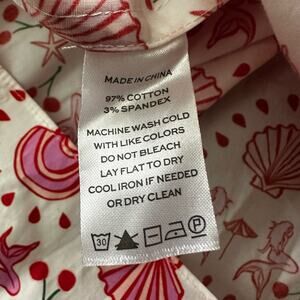 MADE IN CHINA
97% COTTON
3% SPANDEX
MACHINE WASH COLD
WITH LIKE COLORS
DO NOT BLEACH
LAY FLAT TO DRY
COOL IRON IF NEEDED
OR DRY CLEAN
30 P